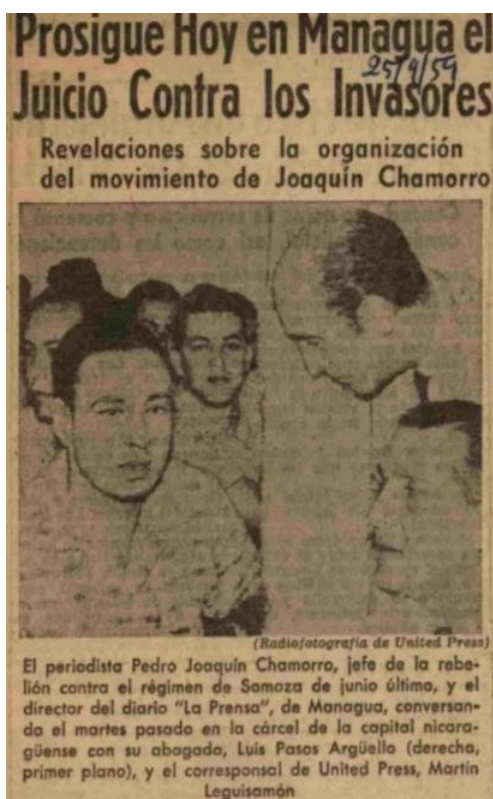 Prosigue Hoy en Managua el
25/9/59
Juicio Contra los Invasores
Revelaciones sobre la organización
del movimiento de Joaquín Chamorro
(Radiofotografía de United Press)
El periodista Pedro Joaquín Chamorro, jefe de la rebe-
lión contra el régimen de Somoza de junio último, y el
director del diario "La Prensa", de Managua, conversan-
do el martes pasado en la cárcel de la capital nicara-
güense con su abogado, Luis Pasos Argüello (derecha,
primer plano), y el corresponsal de United Press, Martín
Leguisamón